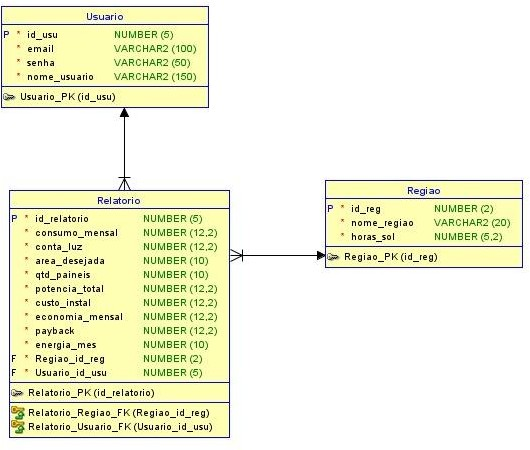 Usuario
P * id_usu NUMBER (5)
* email VARCHAR2 (100)
* senha VARCHAR2 (50)
* nome_usuario VARCHAR2 (150)
Usuario_PK (id_usu)
Relatorio
P * id_relatorio NUMBER (5)
* consumo_mensal NUMBER (12,2)
* conta_luz NUMBER (12,2)
* area_desejada NUMBER (10)
* qtd_paineis NUMBER (10)
* potencia_total NUMBER (12,2)
* custo_instal NUMBER (12,2)
* economia_mensal NUMBER (12,2)
* payback NUMBER (12,2)
* energia_mes NUMBER (10)
F * Regiao_id_reg NUMBER (2)
F * Usuario_id_usu NUMBER (5)
Relatorio_PK (id_relatorio)
Relatorio_Regiao_FK (Regiao_id_reg)
Relatorio_Usuario_FK (Usuario_id_usu)
Regiao
P * id_reg NUMBER (2)
* nome_regiao VARCHAR2 (20)
* horas_sol NUMBER (5,2)
Regiao_PK (id_reg)